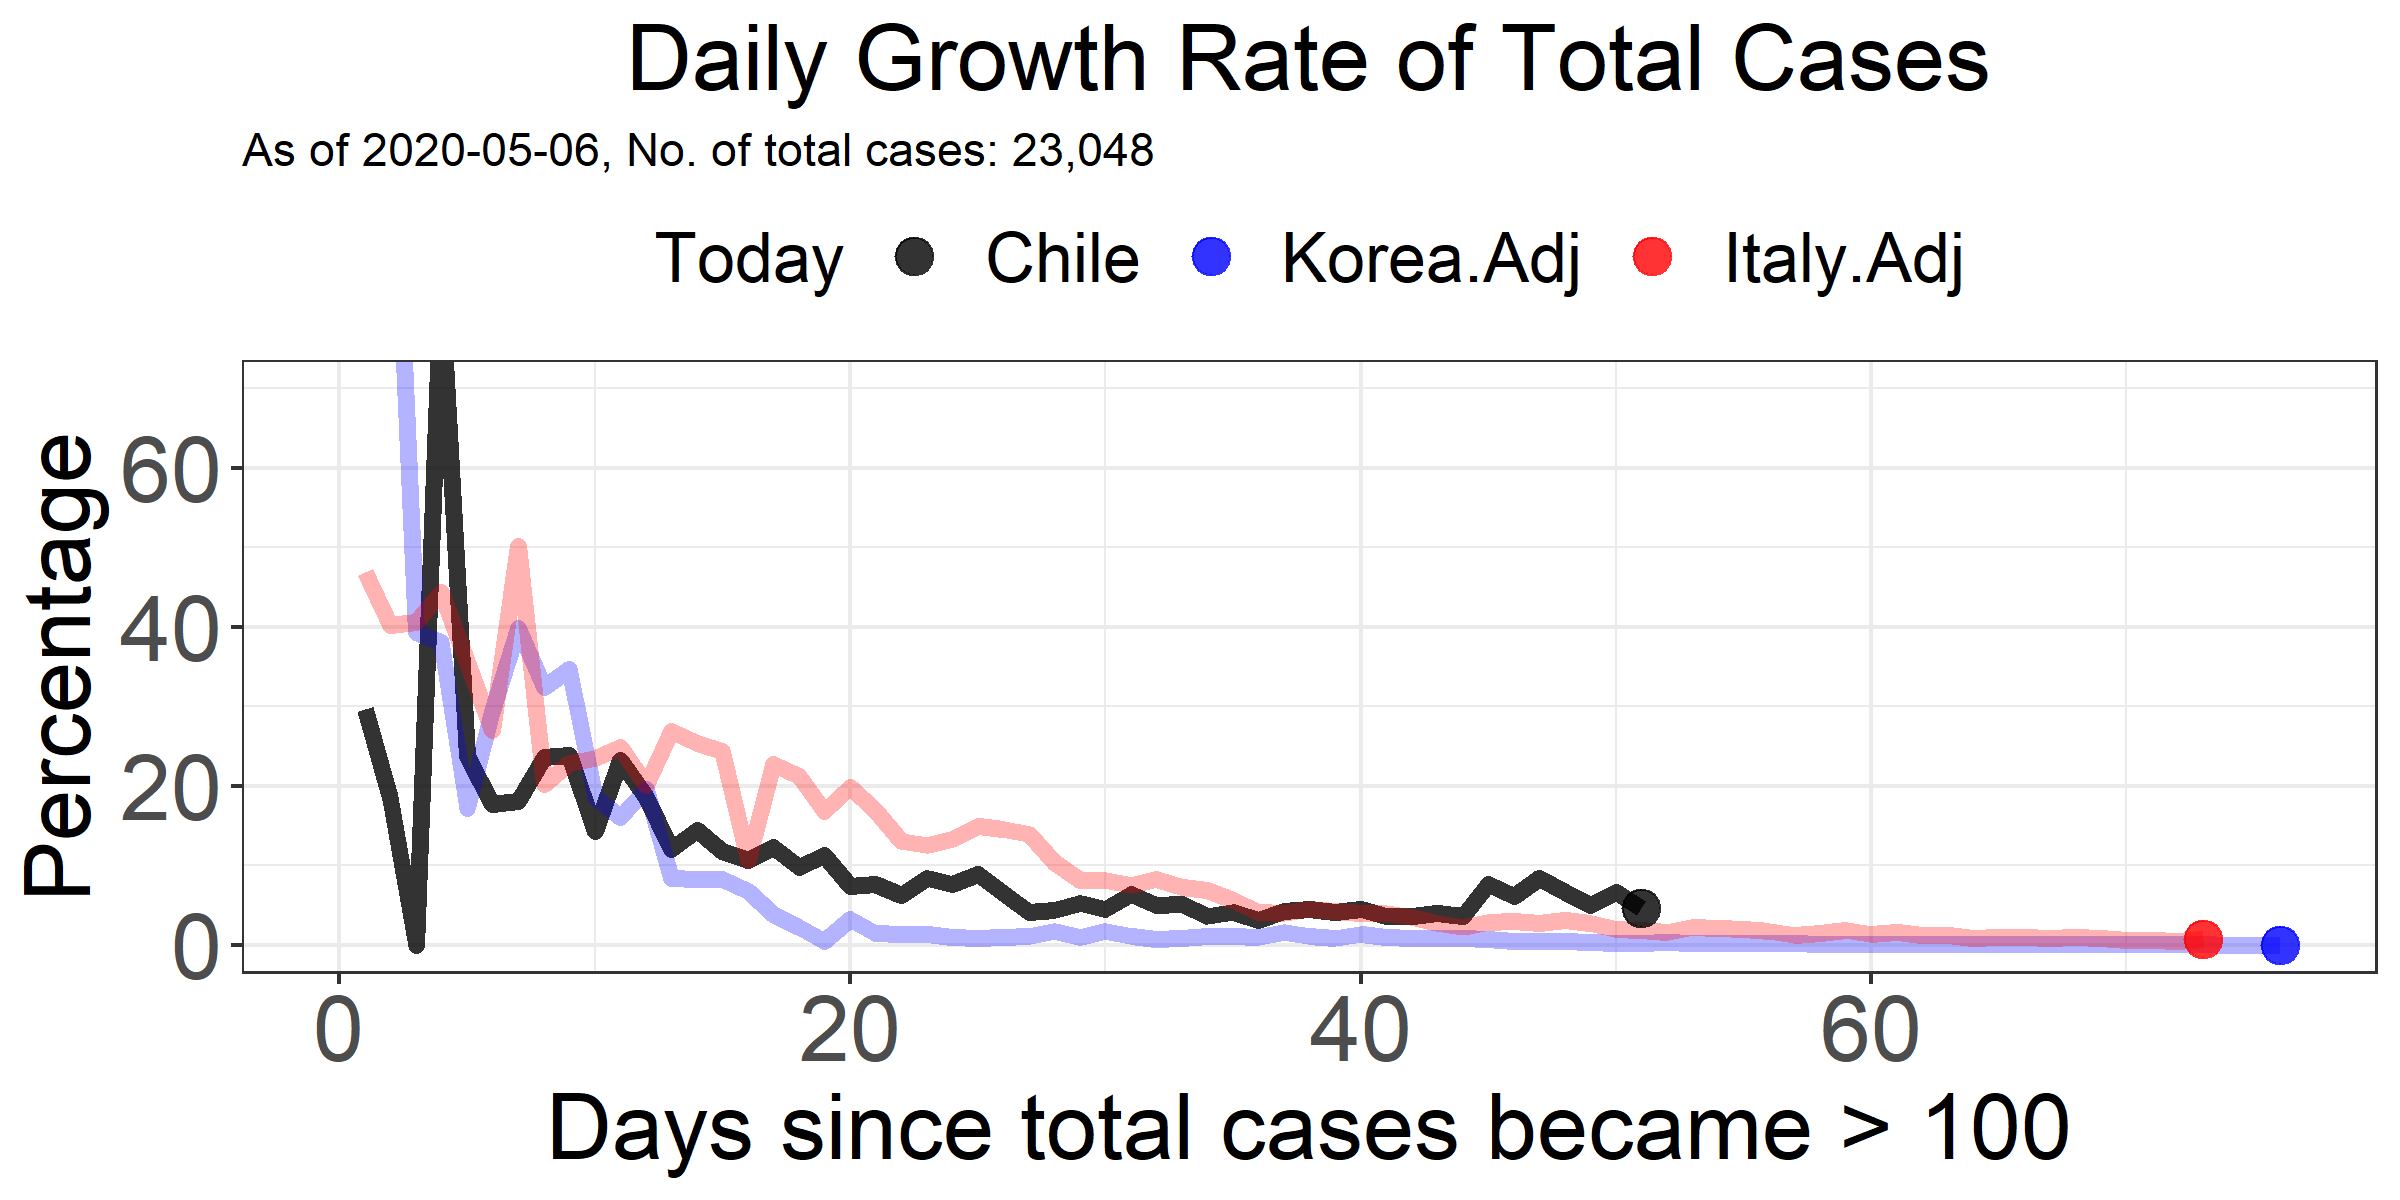 Daily Growth Rate of Total Cases
As of 2020-05-06, No. of total cases: 23,048
Today Chile Korea.Adj Italy.Adj
Percentage
60
40
20
0
0 20 40 60
Days since total cases became > 100